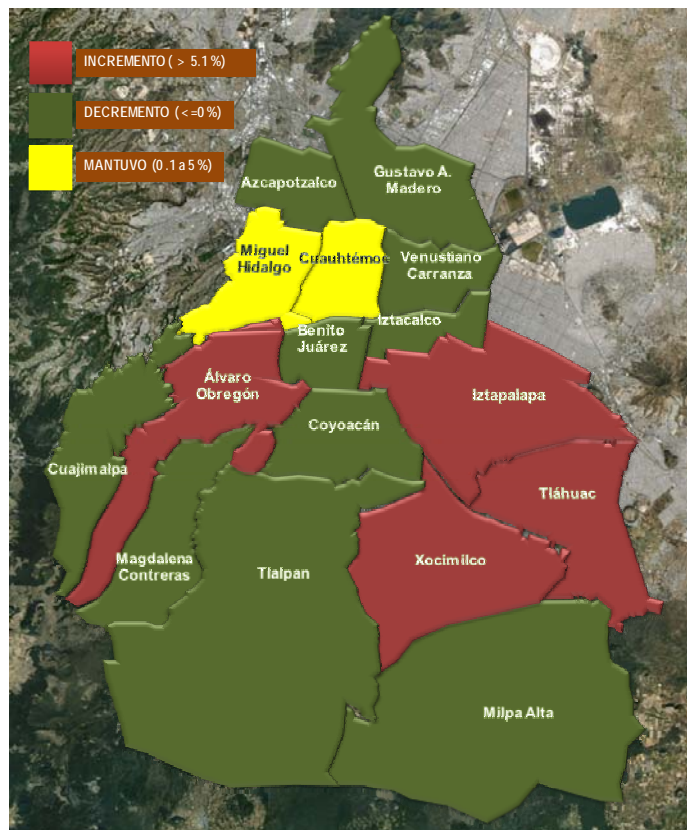 INCREMENTO ( > 5.1%)
DECREMENTO (<=0%)
MANTUVO (0.1 a 5%)
Azcapotzalco
Gustavo A.
Madero
Miguel
Hidalgo
Cuauhtémoc
Venustiano
Carranza
Benito
Juárez
Iztacalco
Álvaro
Obregón
Iztapalapa
Coyoacán
Cuajimalpa
Tláhuac
Magdalena
Contreras
Tlalpan
Xocimilco
Milpa Alta